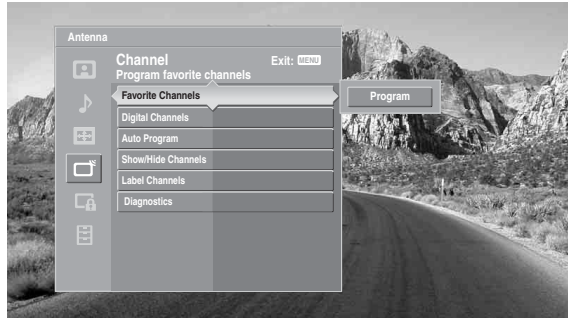 Antenna
Channel
Exit: MENU
Program favorite channels
Favorite Channels
Program
Digital Channels
Auto Program
Show/Hide Channels
Label Channels
Diagnostics